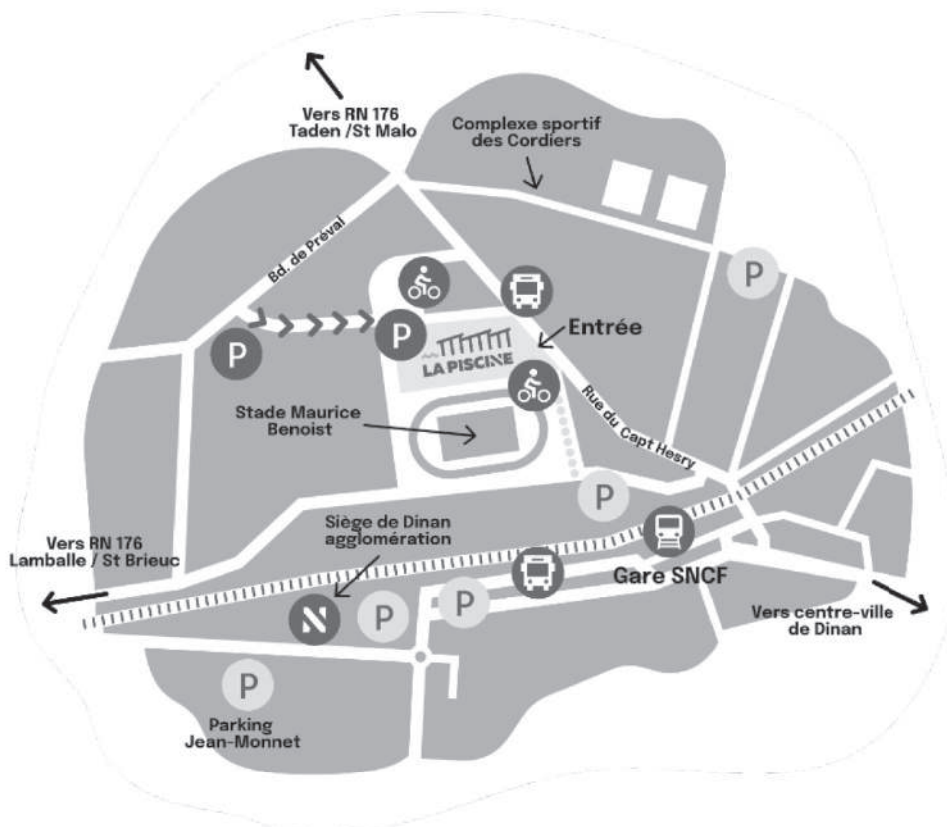 Vers RN 176
Taden /St Malo
Complexe sportif
des Cordiers
Bd. de Préval
P
Entrée
P
P
LA PISCINE
Stade Maurice
Benoist
Rue du Capt Hesry
P
Siège de Dinan
agglomération
Vers RN 176
Lamballe / St Brieuc
Gare SNCF
N
P
P
Vers centre-ville
de Dinan
P
Parking
Jean-Monnet